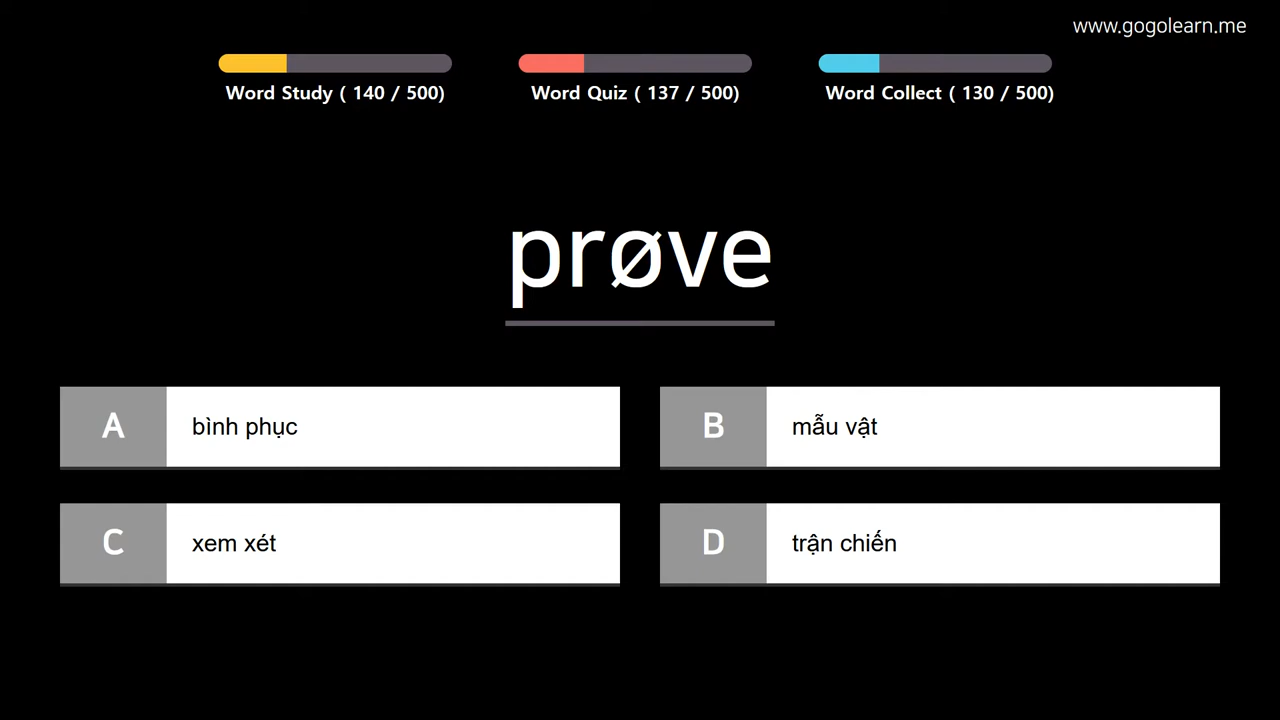 www.gogolearn.me
Word Study ( 140 / 500)
Word Quiz ( 137 / 500)
Word Collect ( 130 / 500)
prøve
A bình phục
B mẫu vật
C xem xét
D trận chiến